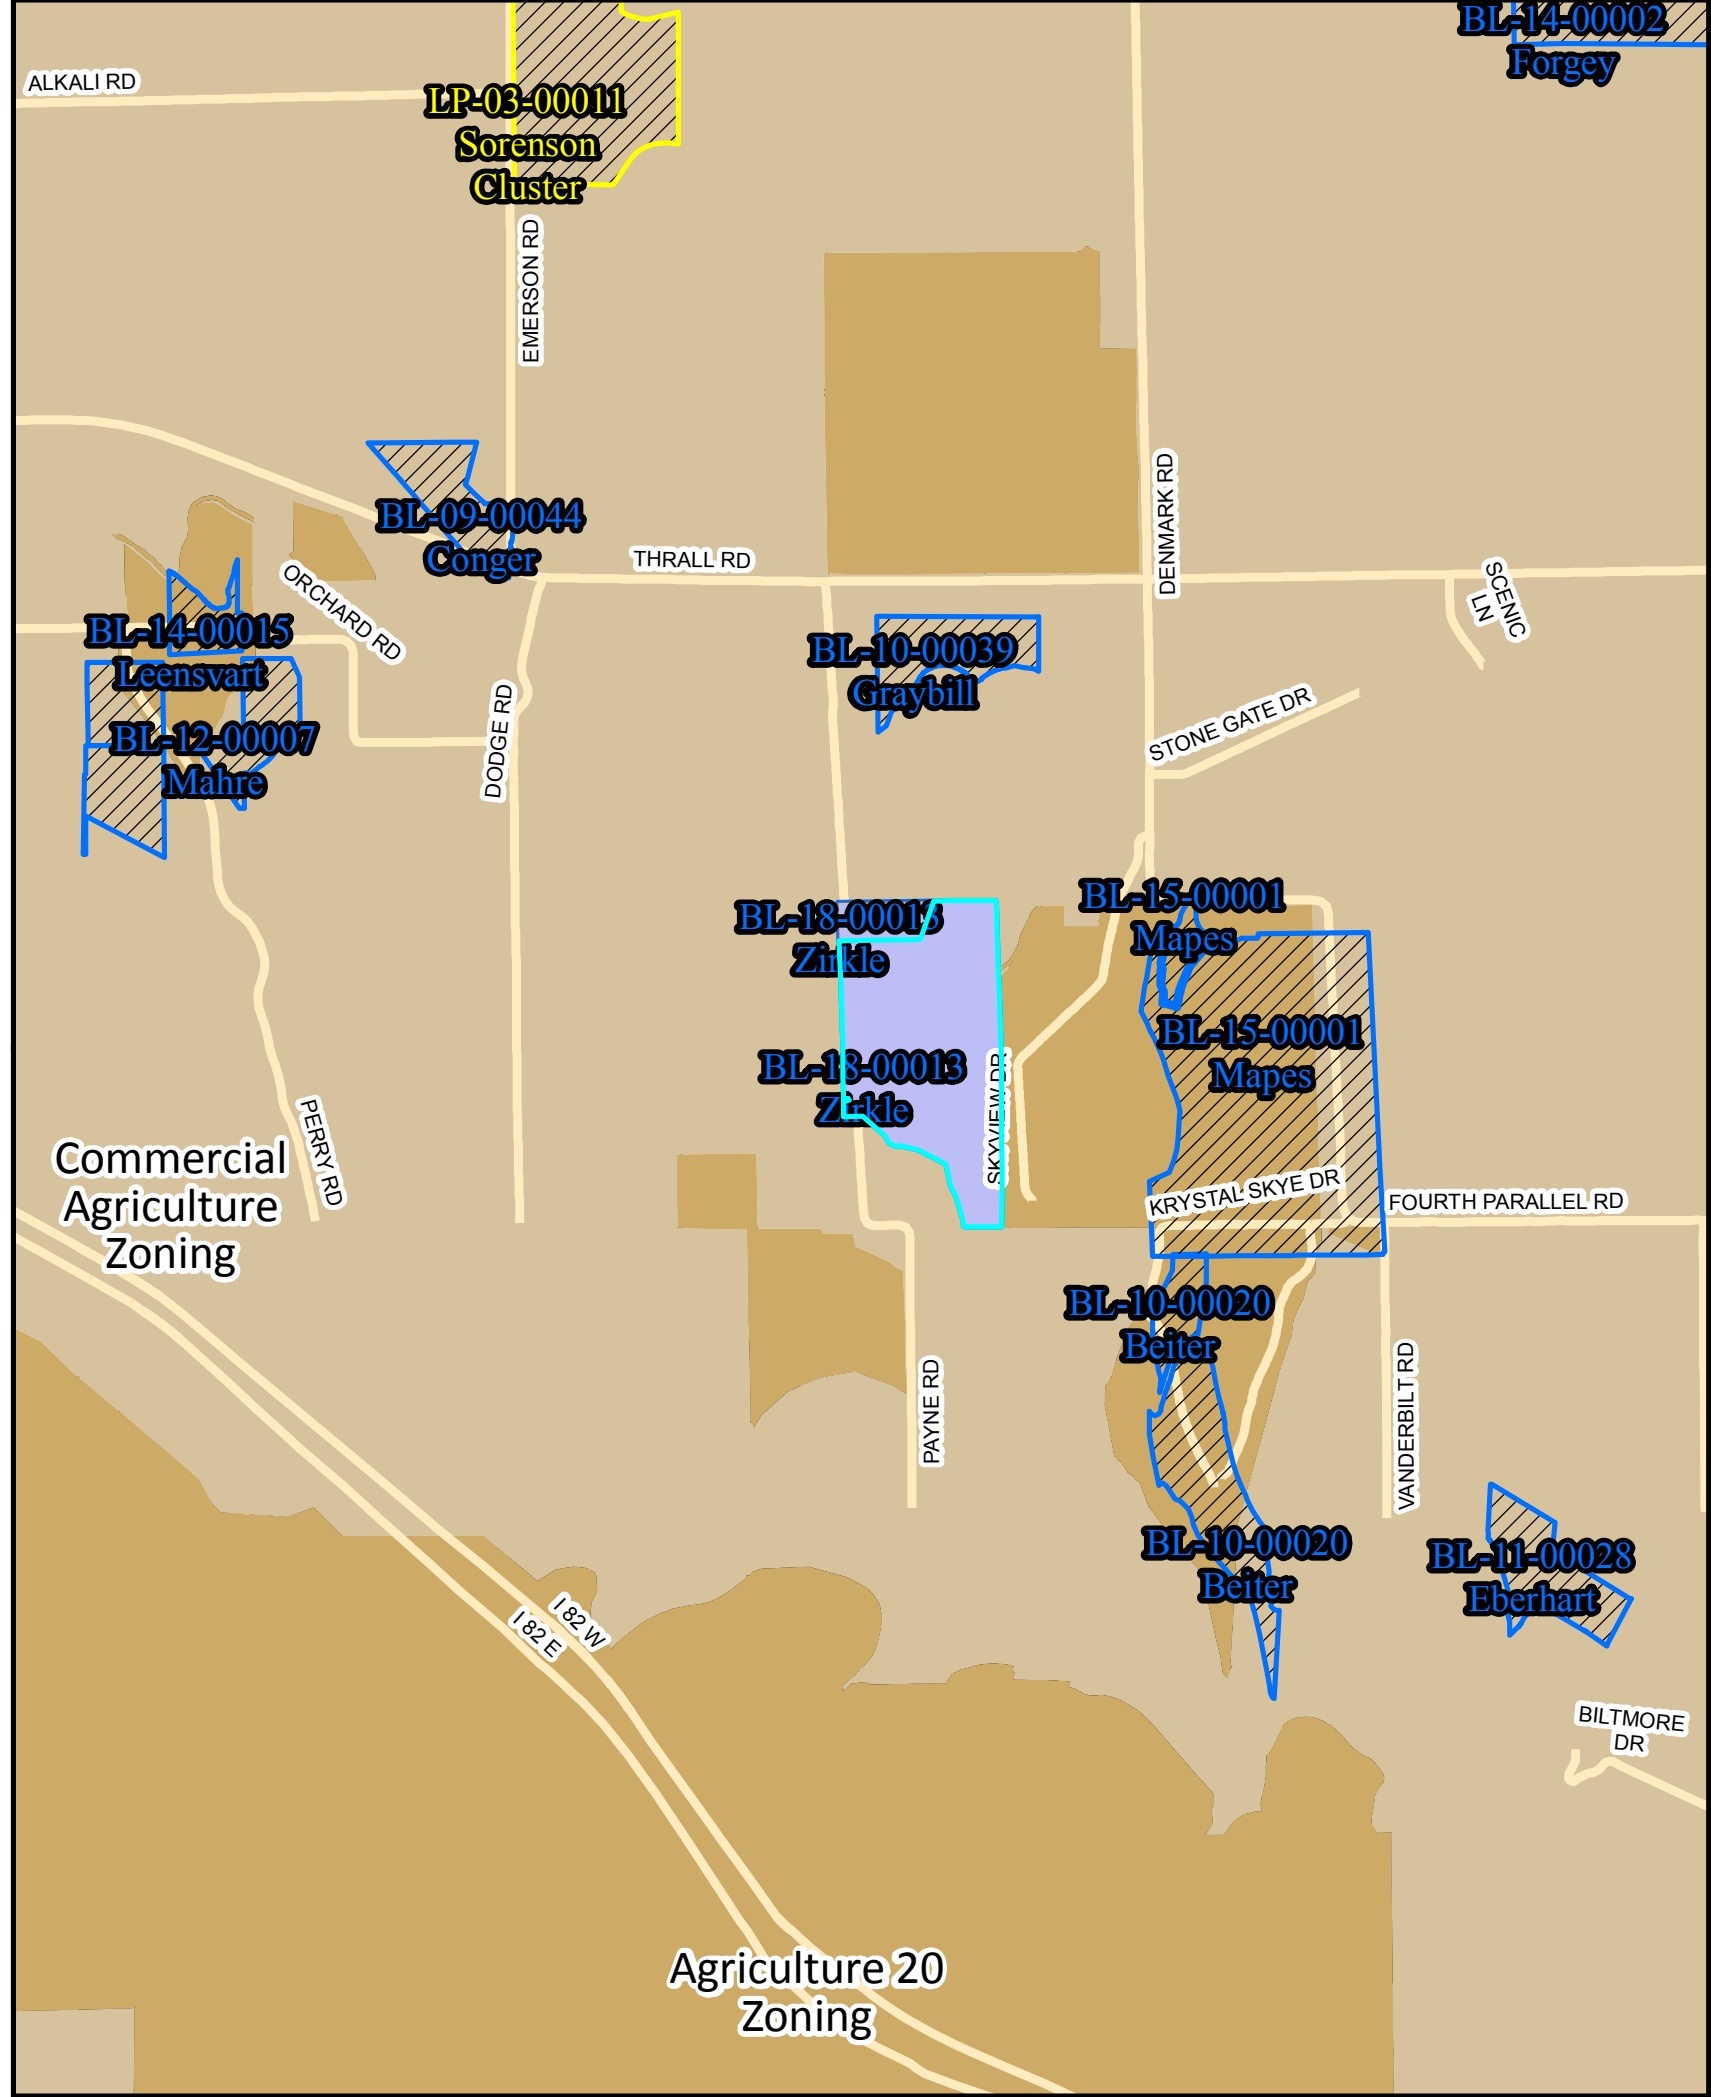 BL-14-00002
Forgey
ALKALI RD
LP-03-00011
Sorenson
Cluster
EMERSON RD
DENMARK RD
BL-09-00044
Conger
THRALL RD
SCENIC
LN
ORCHARD RD
BL-14-00015
Leensvart
BL-10-00039
Graybill
DODGE RD
STONE GATE DR
BL-12-00007
Mahre
BL-15-00001
Mapes
BL-18-00013
Zirkle
BL-15-00001
Mapes
BL-18-00013
Zirkle
SKYVIEW DR
PERRY RD
Commercial
Agriculture
Zoning
KRYSTAL SKYE DR
FOURTH PARALLEL RD
BL-10-00020
Beiter
PAYNE RD
VANDERBILT RD
BL-10-00020
Beiter
BL-11-00028
Eberhart
I 82 W
I 82 E
BILTMORE
DR
Agriculture 20
Zoning